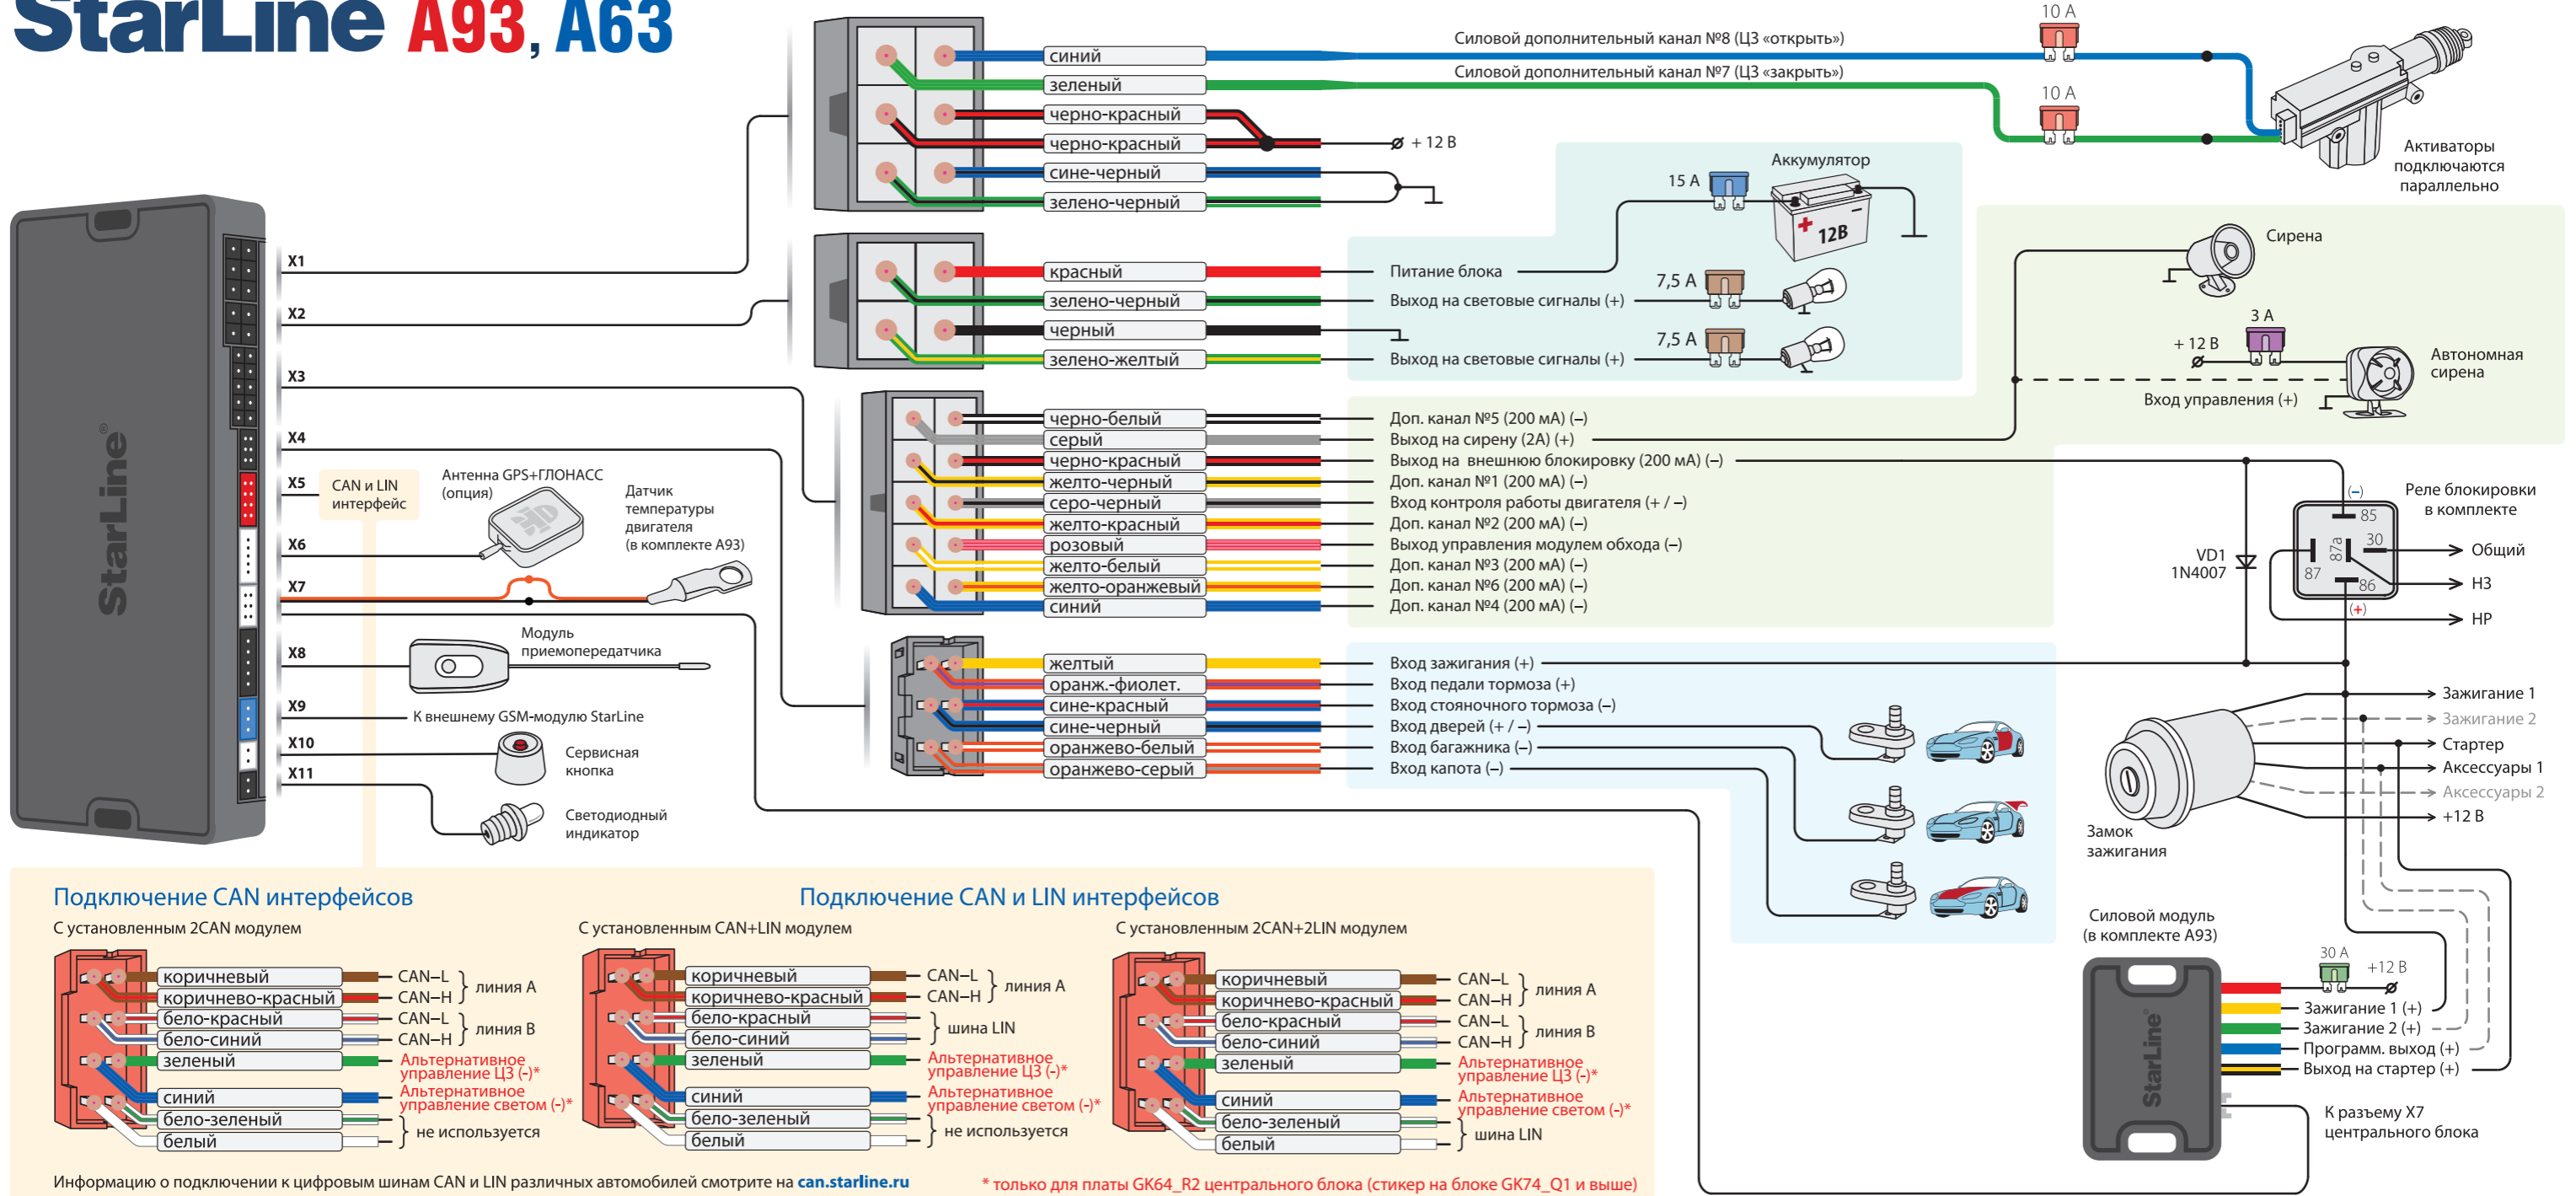 StarLine A93, A63
синий
зеленый
черно-красный
черно-красный
сине-черный
зелено-черный
Силовой дополнительный канал №8 (ЦЗ «открыть»)
Силовой дополнительный канал №7 (ЦЗ «закрыть»)
+ 12 В
10 А
10 А
Активаторы
подключаются
параллельно
красный
зелено-черный
черный
зелено-желтый
Питание блока
Выход на световые сигналы (+)
Выход на световые сигналы (+)
Аккумулятор
15 А
12В
7,5 А
7,5 А
Сирена
3 А
+ 12 В
Автономная
сирена
Вход управления (+)
StarLine®
X1
X2
X3
X4
X5
X6
X7
X8
X9
X10
X11
CAN и LIN
интерфейс
Антенна GPS+ГЛОНАСС
(опция)
Датчик
температуры
двигателя
(в комплекте А93)
Модуль
приемопередатчика
К внешнему GSM-модулю StarLine
Сервисная
кнопка
Светодиодный
индикатор
черно-белый
серый
черно-красный
желто-черный
серо-черный
желто-красный
розовый
желто-белый
желто-оранжевый
синий
Доп. канал №5 (200 мА) (–)
Выход на сирену (2А) (+)
Выход на внешнюю блокировку (200 мА) (–)
Доп. канал №1 (200 мА) (–)
Вход контроля работы двигателя (+ / –)
Доп. канал №2 (200 мА) (–)
Выход управления модулем обхода (–)
Доп. канал №3 (200 мА) (–)
Доп. канал №6 (200 мА) (–)
Доп. канал №4 (200 мА) (–)
желтый
оранж.-фиолет.
сине-красный
сине-черный
оранжево-белый
оранжево-серый
Вход зажигания (+)
Вход педали тормоза (+)
Вход стояночного тормоза (–)
Вход дверей (+ / –)
Вход багажника (–)
Вход капота (–)
VD1
1N4007
(–)
85
87a
30
87
86
(+)
Реле блокировки
в комплекте
Общий
НЗ
НР
Зажигание 1
Зажигание 2
Стартер
Аксессуары 1
Аксессуары 2
+12 В
Замок
зажигания
Силовой модуль
(в комплекте А93)
StarLine®
30 А
+12 В
Зажигание 1 (+)
Зажигание 2 (+)
Программ. выход (+)
Выход на стартер (+)
К разъему X7
центрального блока
Подключение CAN интерфейсов
С установленным 2CAN модулем
коричневый
коричнево-красный
бело-красный
бело-синий
зеленый
синий
бело-зеленый
белый
CAN–L
CAN–H
линия А
CAN–L
CAN–H
линия В
Альтернативное
управление ЦЗ (-)*
Альтернативное
управление светом (-)*
не используется
Подключение CAN и LIN интерфейсов
С установленным CAN+LIN модулем
коричневый
коричнево-красный
бело-красный
бело-синий
зеленый
синий
бело-зеленый
белый
CAN–L
CAN–H
линия А
шина LIN
Альтернативное
управление ЦЗ (-)*
Альтернативное
управление светом (-)*
не используется
С установленным 2CAN+2LIN модулем
коричневый
коричнево-красный
бело-красный
бело-синий
зеленый
синий
бело-зеленый
белый
CAN–L
CAN–H
линия А
CAN–L
CAN–H
линия В
Альтернативное
управление ЦЗ (-)*
Альтернативное
управление светом (-)*
шина LIN
Информацию о подключении к цифровым шинам CAN и LIN различных автомобилей смотрите на can.starline.ru
* только для платы GK64_R2 центрального блока (стикер на блоке GK74_Q1 и выше)